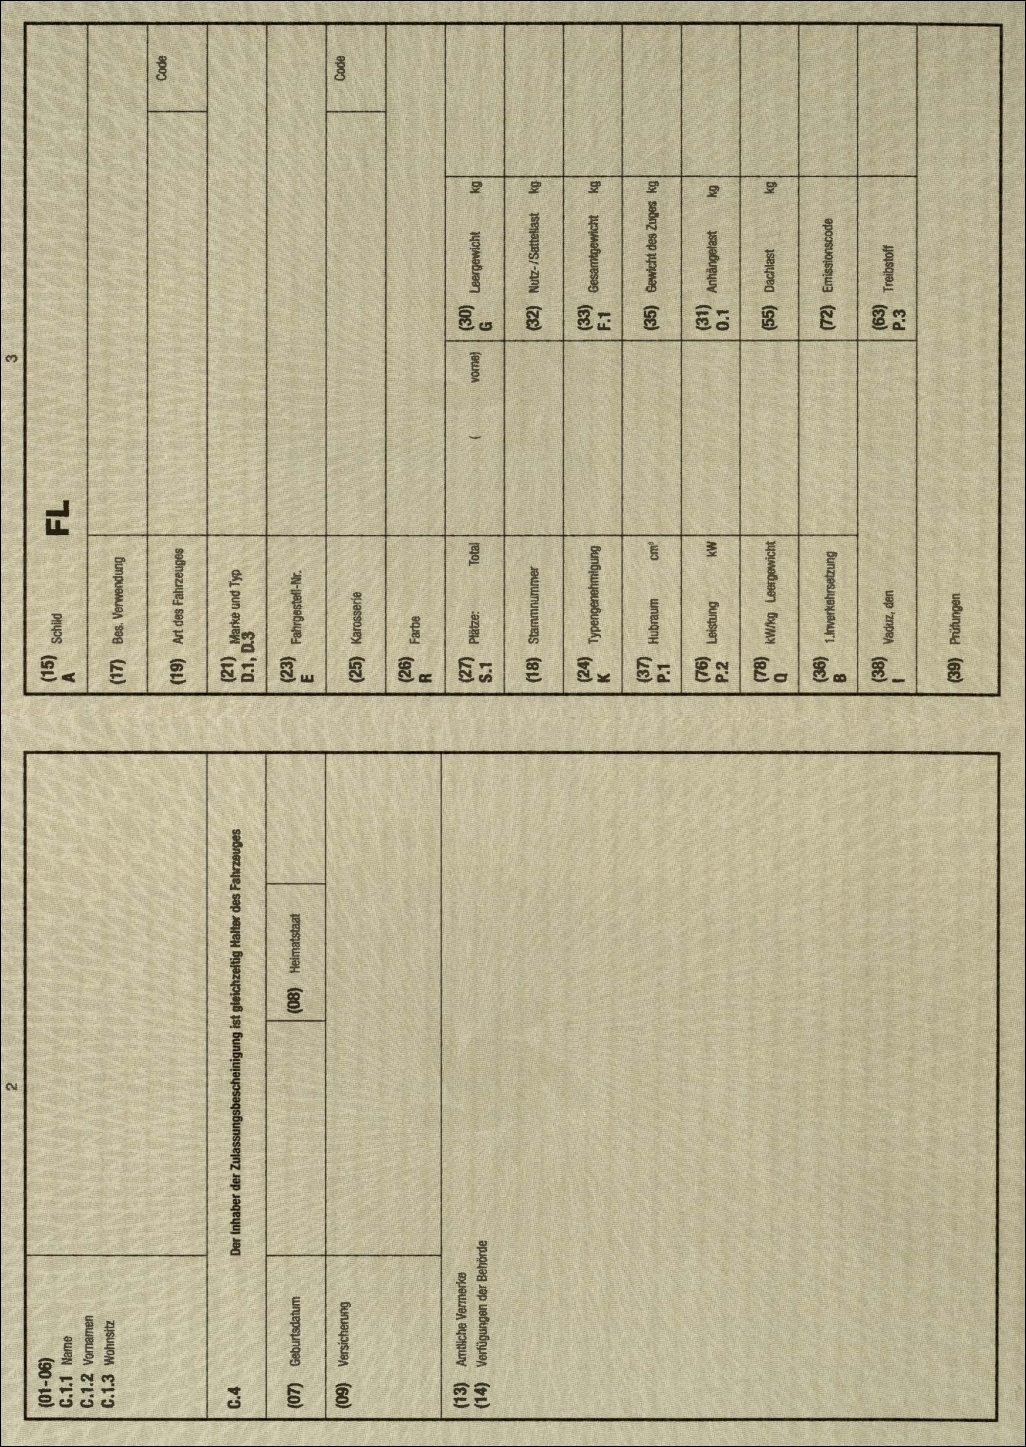 2
(01-06)
C.1.1 Name
C.1.2 Vornamen
C.1.3 Wohnsitz
C.4 Der Inhaber der Zulassungsbescheinigung ist gleichzeitig Halter des Fahrzeuges
(07) Geburtsdatum (08) Heimatstaat
(09) Versicherung
(13) Amtliche Vermerke
(14) Verfügungen der Behörde
3
(15) Schild FL
A
(17) Bes. Verwendung
(19) Art des Fahrzeuges Code
(21) Marke und Typ
D.1, D.3
(23) Fahrgestell-Nr.
E
(25) Karosserie Code
(26) Farbe
R
(27) Plätze: Total ( vorne) (30) Leergewicht kg
S.1 G
(18) Stammnummer (32) Nutz-/Sattellast kg
(24) Typengenehmigung (33) Gesamtgewicht kg
K F.1
(37) Hubraum cm³ (35) Gewicht des Zuges kg
P.1
(76) Leistung kW (31) Anhängelast kg
P.2 O.1
(78) kW/kg Leergewicht (55) Dachlast kg
Q
(36) 1.Inverkehrsetzung (72) Emissionscode
B
(38) Vaduz, den (63) Treibstoff
I P.3
(39) Prüfungen